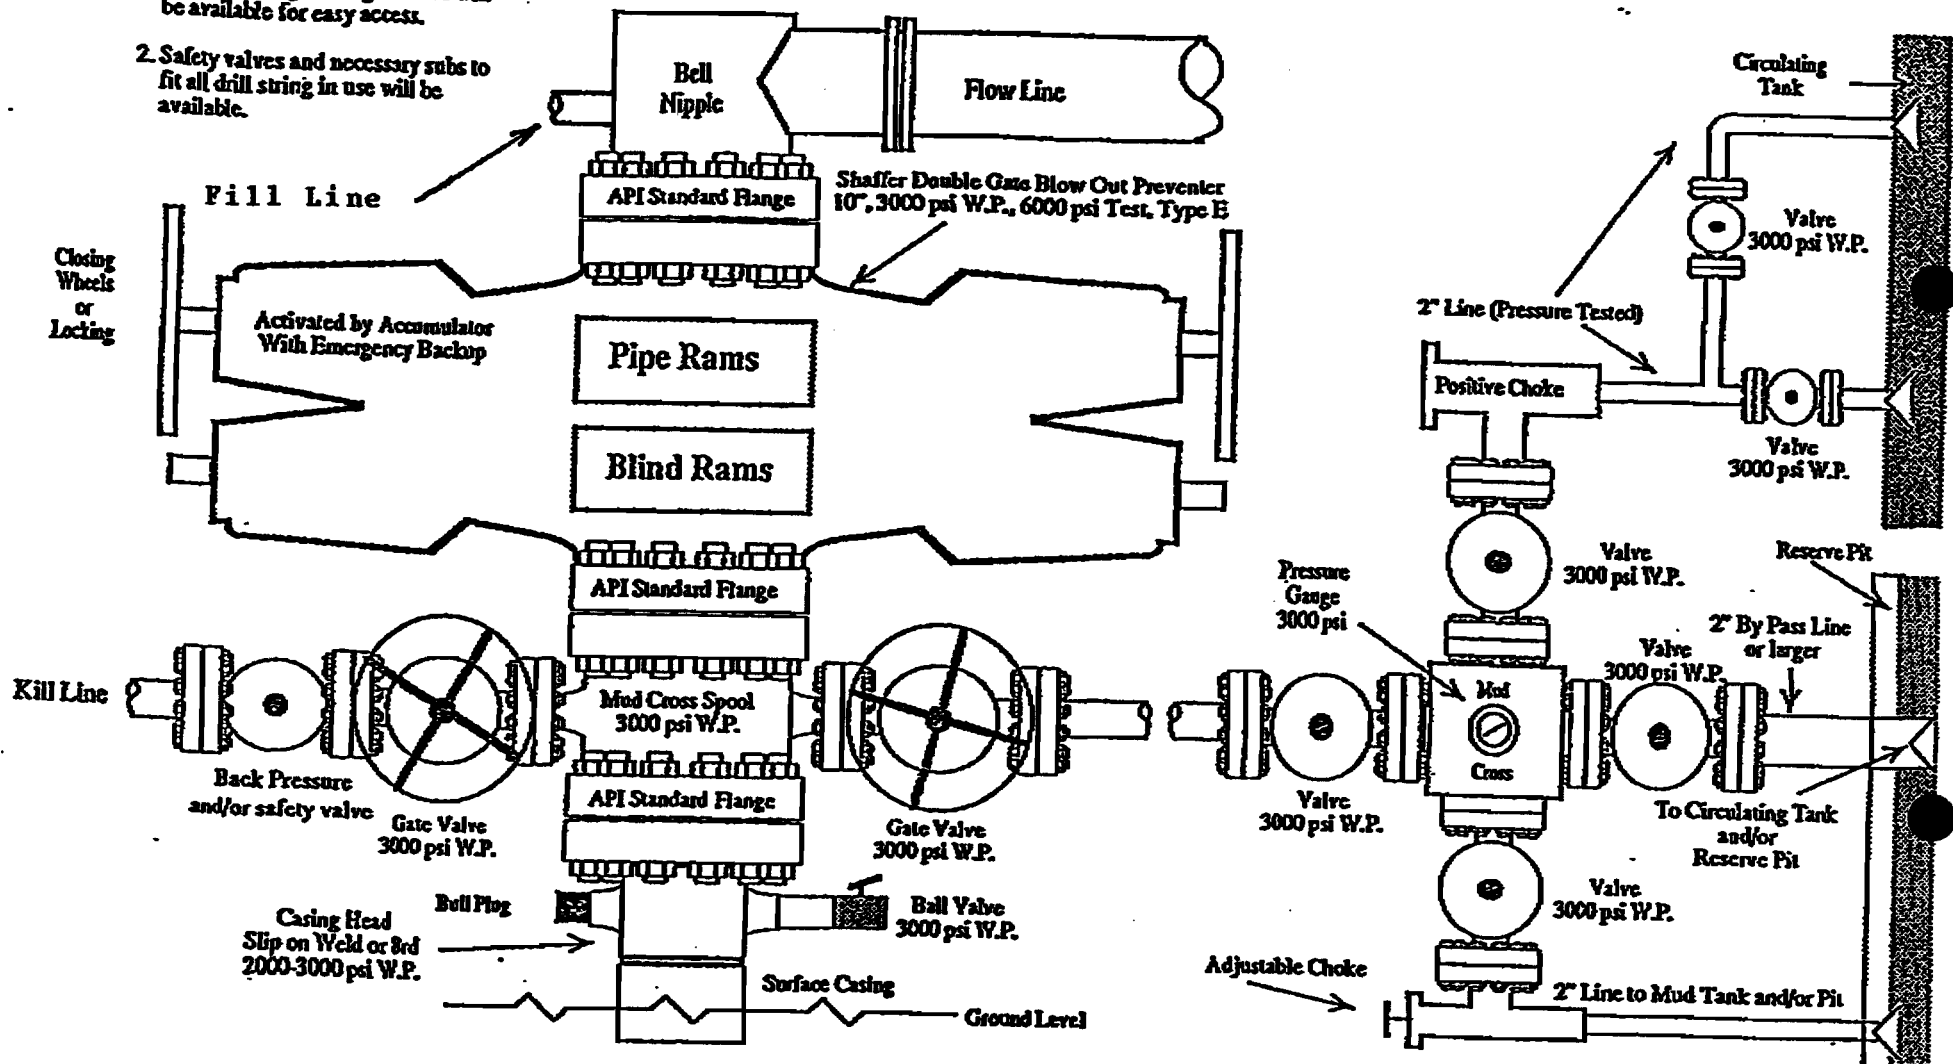 be available for easy access.
2. Safety valves and necessary subs to
fit all drill string in use will be
available.
Bell
Nipple
Flow Line
Fill Line
API Standard Flange
Shaffer Double Gate Blow Out Preventer
10", 3000 psi W.P., 6000 psi Test, Type E
Closing
Wheels
or
Locking
Activated by Accumulator
With Emergency Backup
Pipe Rams
Blind Rams
API Standard Flange
Kill Line
Mud Cross Spool
3000 psi W.P.
Back Pressure
and/or safety valve
Gate Valve
3000 psi W.P.
API Standard Flange
Gate Valve
3000 psi W.P.
Bull Plug
Ball Valve
3000 psi W.P.
Casing Head
Slip on Weld or 8rd
2000-3000 psi W.P.
Surface Casing
Ground Level
Circulating
Tank
Valve
3000 psi W.P.
2" Line (Pressure Tested)
Positive Choke
Valve
3000 psi W.P.
Valve
3000 psi W.P.
Reserve Pit
Pressure
Gauge
3000 psi
Valve
3000 psi W.P.
2" By Pass Line
or larger
Mud
Cross
Valve
3000 psi W.P.
To Circulating Tank
and/or
Reserve Pit
Valve
3000 psi W.P.
Adjustable Choke
2" Line to Mud Tank and/or Pit